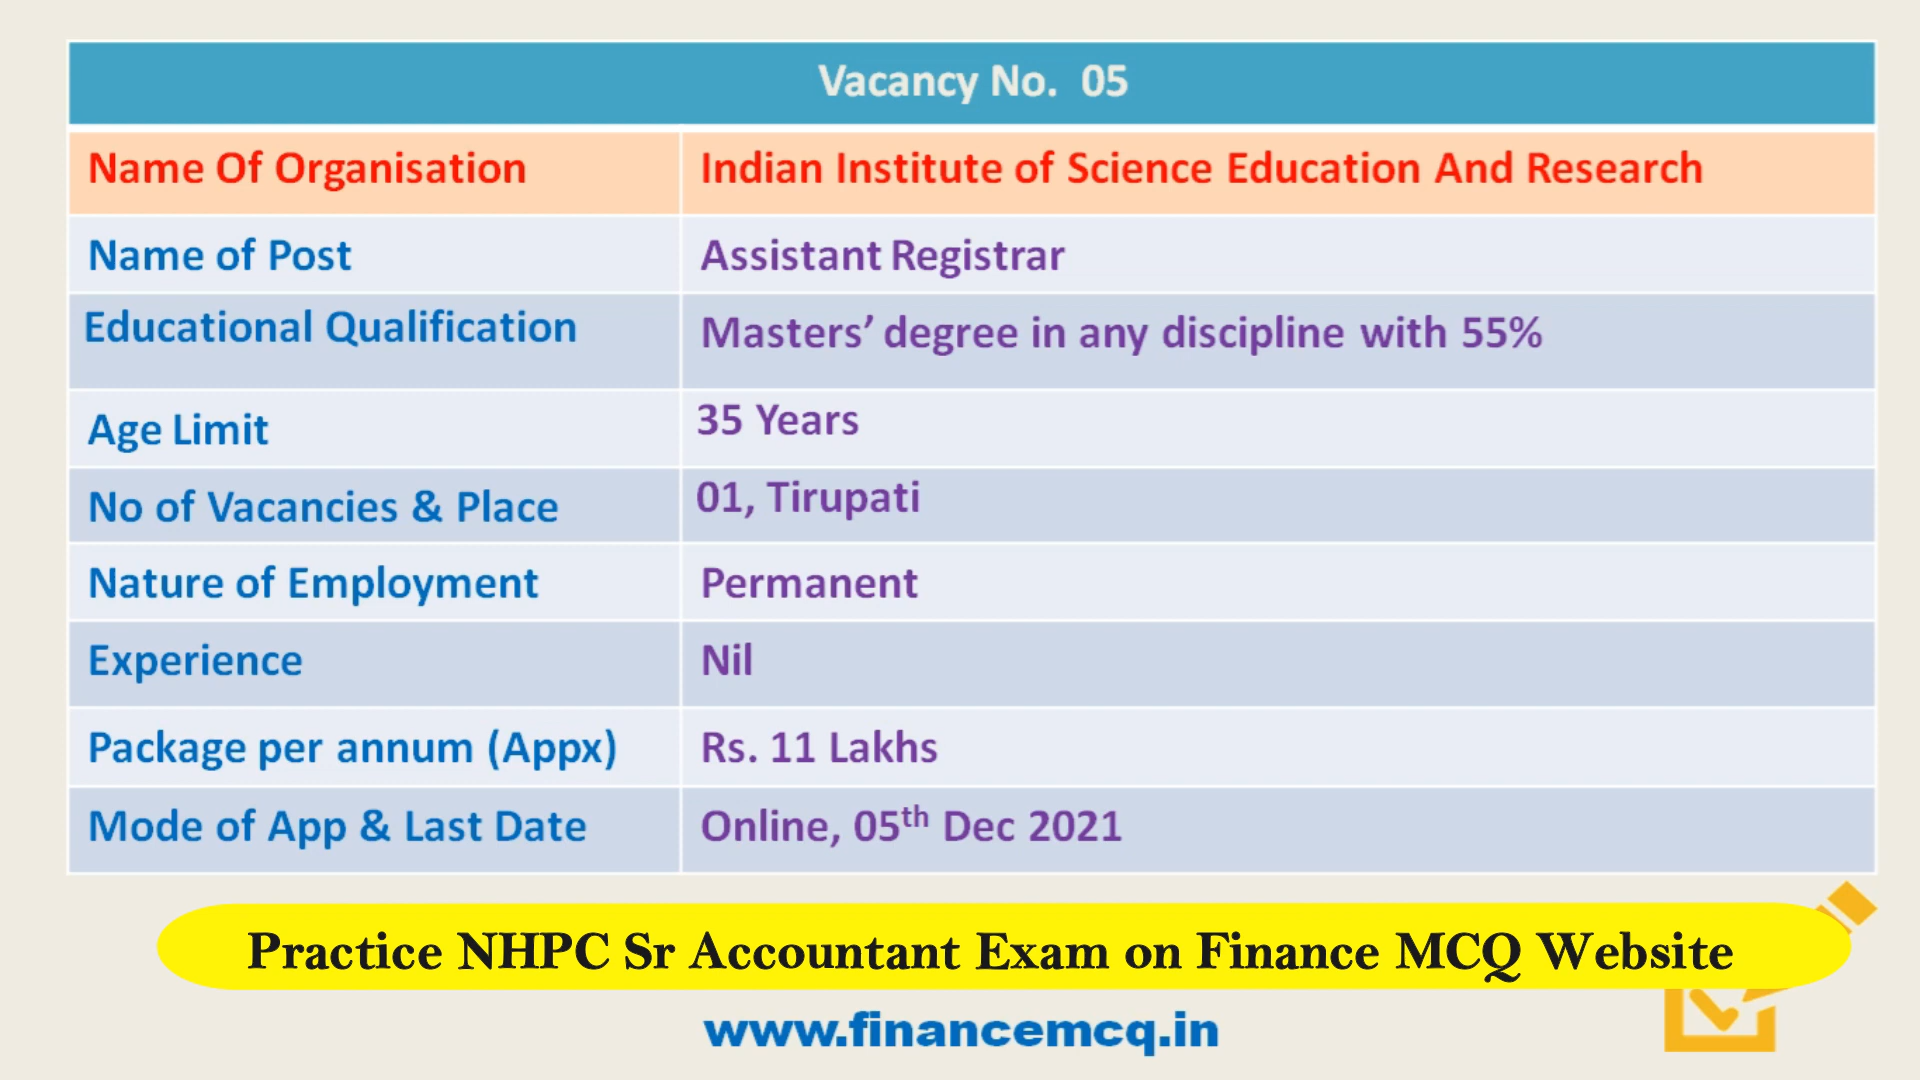 Vacancy No. 05
Name Of Organisation Indian Institute of Science Education And Research
Name of Post Assistant Registrar
Educational Qualification Masters’ degree in any discipline with 55%
Age Limit 35 Years
No of Vacancies & Place 01, Tirupati
Nature of Employment Permanent
Experience Nil
Package per annum (Appx) Rs. 11 Lakhs
Mode of App & Last Date Online, 05th Dec 2021
Practice NHPC Sr Accountant Exam on Finance MCQ Website
www.financemcq.in